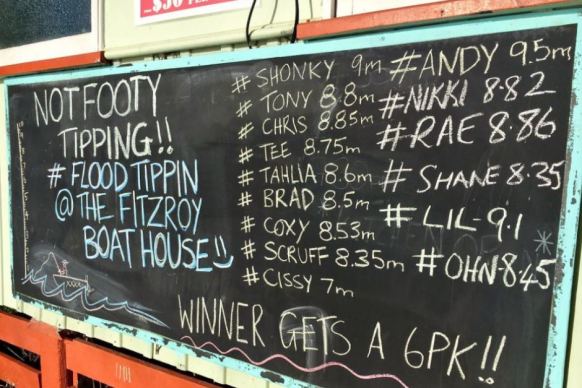 $50
NOT FOOTY
TIPPING!!
# FLOOD TIPPIN
@ THE FITZROY
BOAT HOUSE
# SHONKY 9m
# TONY 8.8m
# CHRIS 8.85m
# TEE 8.75m
# TAHLIA 8.6m
# BRAD 8.5m
# COXY 8.53m
# SCRUFF 8.35m
# CISSY 7m
# ANDY 9.5m
# NIKKI 8.82
# RAE 8.86
# SHANE 8.35
# LIL - 9.1
# OHN - 8.45
XXXX
WINNER GETS A 6PK!!